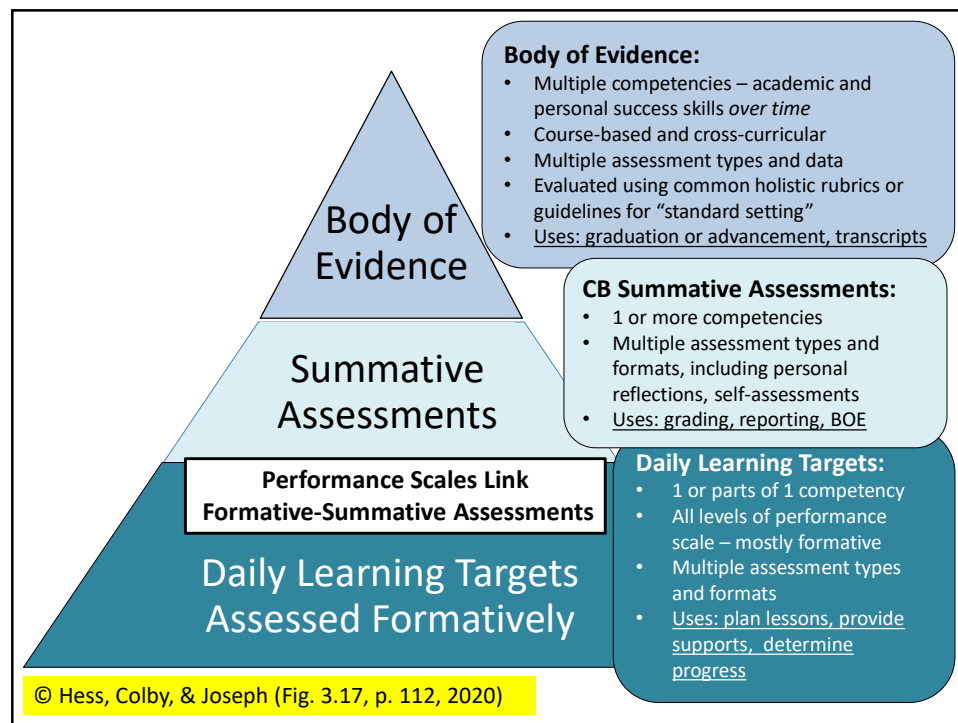 Body of
Evidence
Body of Evidence:
• Multiple competencies – academic and
personal success skills over time
• Course-based and cross-curricular
• Multiple assessment types and data
• Evaluated using common holistic rubrics or
guidelines for “standard setting”
• Uses: graduation or advancement, transcripts
Summative
Assessments
CB Summative Assessments:
• 1 or more competencies
• Multiple assessment types and
formats, including personal
reflections, self-assessments
• Uses: grading, reporting, BOE
Performance Scales Link
Formative-Summative Assessments
Daily Learning Targets
Assessed Formatively
Daily Learning Targets:
• 1 or parts of 1 competency
• All levels of performance
scale – mostly formative
• Multiple assessment types
and formats
• Uses: plan lessons, provide
supports, determine
progress
© Hess, Colby, & Joseph (Fig. 3.17, p. 112, 2020)